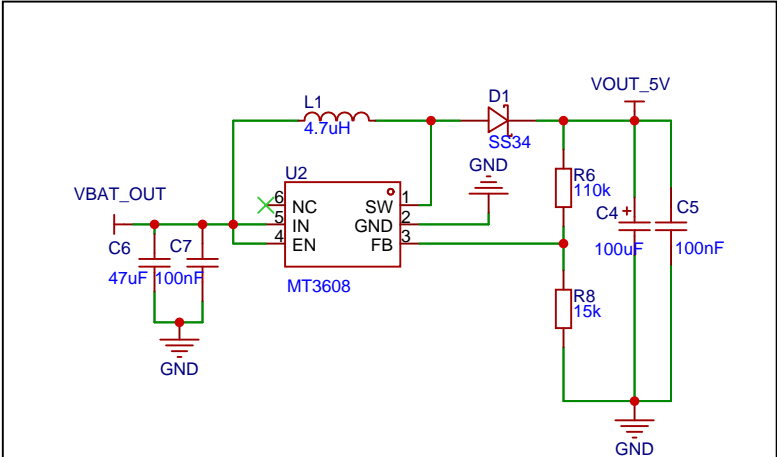 VOUT_5V
L1
4.7uH
D1
SS34
GND
U2
R6
110k
VBAT_OUT
6 NC SW 1
5 IN GND 2
4 EN FB 3
C4 +
100uF
C5
100nF
C6
47uF
C7
100nF
MT3608
R8
15k
GND
GND